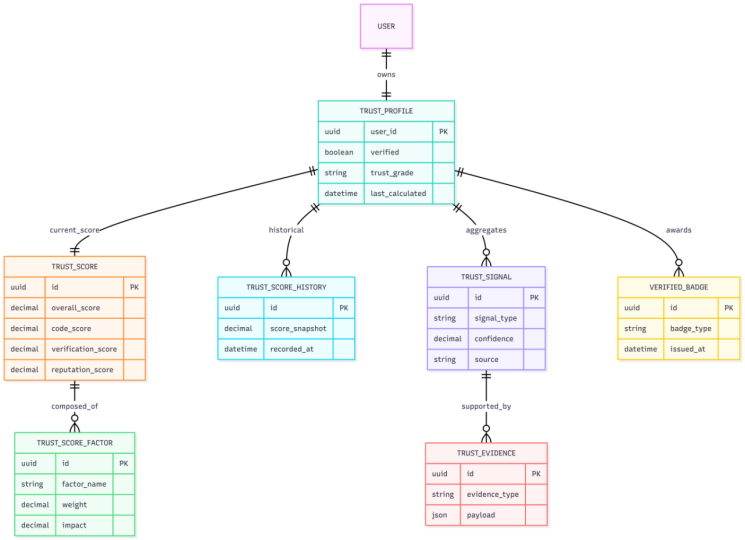 USER
owns
TRUST_PROFILE
uuid user_id PK
boolean verified
string trust_grade
datetime last_calculated
current_score
historical
aggregates
awards
TRUST_SCORE
uuid id PK
decimal overall_score
decimal code_score
decimal verification_score
decimal reputation_score
TRUST_SCORE_HISTORY
uuid id PK
decimal score_snapshot
datetime recorded_at
TRUST_SIGNAL
uuid id PK
string signal_type
decimal confidence
string source
VERIFIED_BADGE
uuid id PK
string badge_type
datetime issued_at
composed_of
supported_by
TRUST_SCORE_FACTOR
uuid id PK
string factor_name
decimal weight
decimal impact
TRUST_EVIDENCE
uuid id PK
string evidence_type
json payload